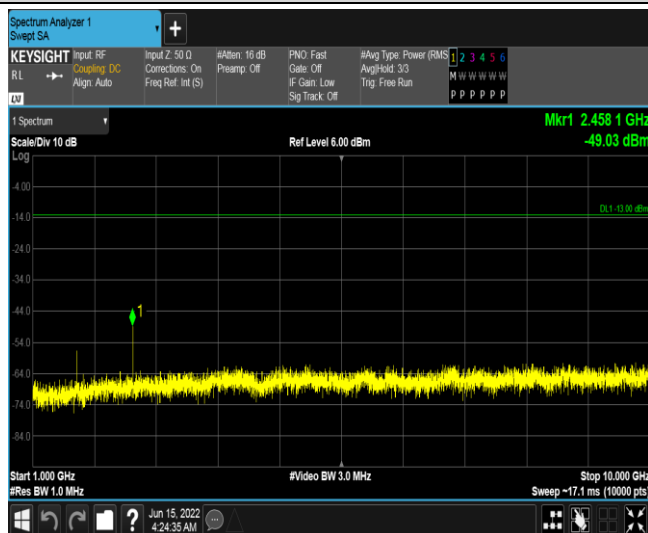 Spectrum Analyzer 1
Swept SA
+
KEYSIGHT
RL
LXI
Input: RF
Coupling: DC
Align: Auto
Input Z: 50 Ω
Corrections: On
Freq Ref: Int (S)
#Atten: 16 dB
Preamp: Off
PNO: Fast
Gate: Off
IF Gain: Low
Sig Track: Off
#Avg Type: Power (RMS
Avg|Hold: 3/3
Trig: Free Run
1 2 3 4 5 6
M W W W W W
P P P P P P
1 Spectrum
Mkr1 2.458 1 GHz
-49.03 dBm
Scale/Div 10 dB
Ref Level 6.00 dBm
Log
-4.00
DL1 -13.00 dBm
-14.0
-24.0
-34.0
-44.0
1
-54.0
-64.0
-74.0
-84.0
Start 1.000 GHz
#Video BW 3.0 MHz
Stop 10.000 GHz
#Res BW 1.0 MHz
Sweep ~17.1 ms (10000 pts)
?
Jun 15, 2022
4:24:35 AM